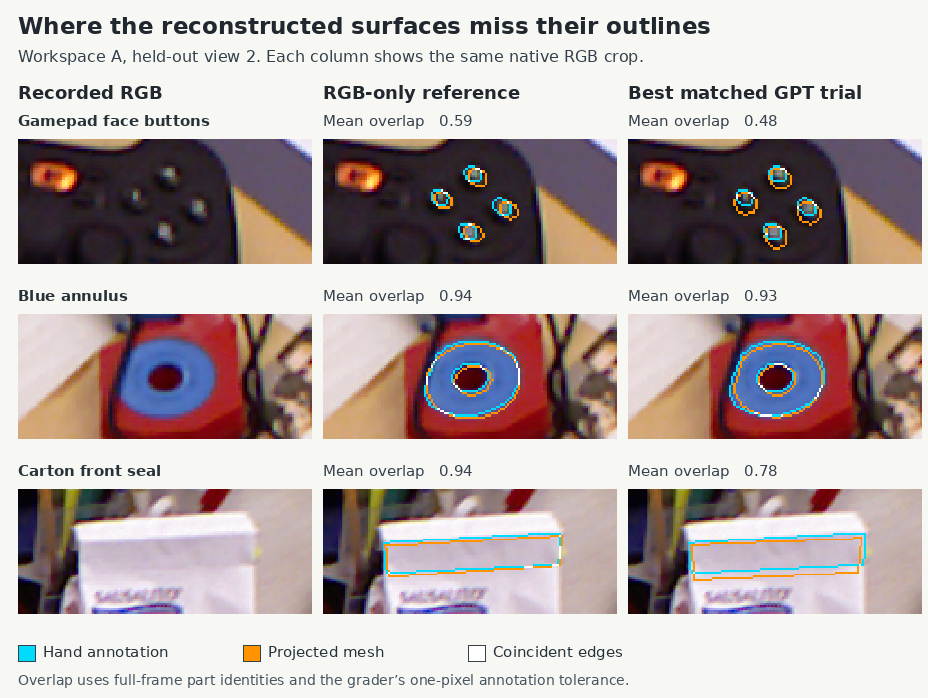 Where the reconstructed surfaces miss their outlines
Workspace A, held-out view 2. Each column shows the same native RGB crop.
Recorded RGB
RGB-only reference
Best matched GPT trial
Gamepad face buttons
Mean overlap 0.59
Mean overlap 0.48
Blue annulus
Mean overlap 0.94
Mean overlap 0.93
Carton front seal
Mean overlap 0.94
Mean overlap 0.78
Hand annotation
Projected mesh
Coincident edges
Overlap uses full-frame part identities and the grader’s one-pixel annotation tolerance.